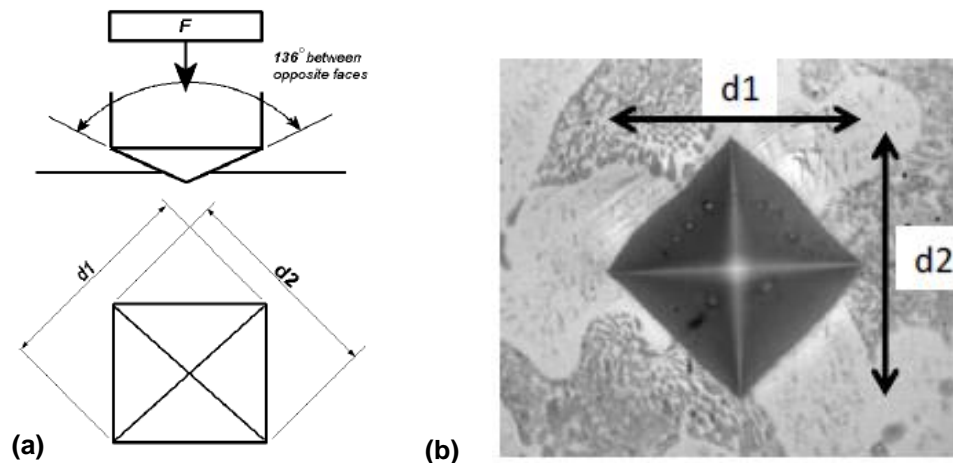 F
136° between
opposite faces
d1
d2
(a)
d1
d2
(b)